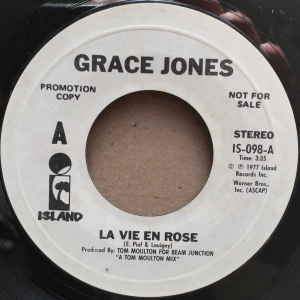 GRACE JONES
PROMOTION
COPY
NOT FOR
SALE
A
STEREO
IS-098-A
Time: 3:35
© ℗ 1977 Island
Records Inc.
Warner Bros.,
Inc. (ASCAP)
ISLAND
LA VIE EN ROSE
(E. Piaf & Louigny)
Produced By: TOM MOULTON FOR BEAM JUNCTION
"A TOM MOULTON MIX"